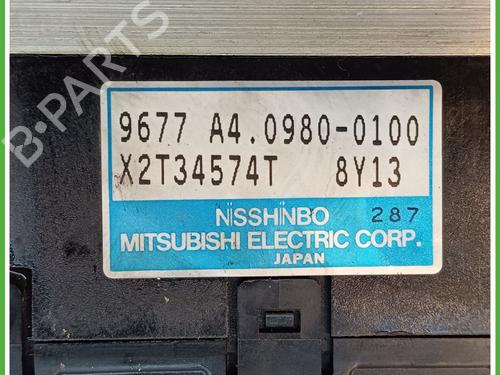 B-PARTS
9677 A4.0980-0100
X2T34574T 8Y13
NISSHINBO 287
MITSUBISHI ELECTRIC CORP.
JAPAN